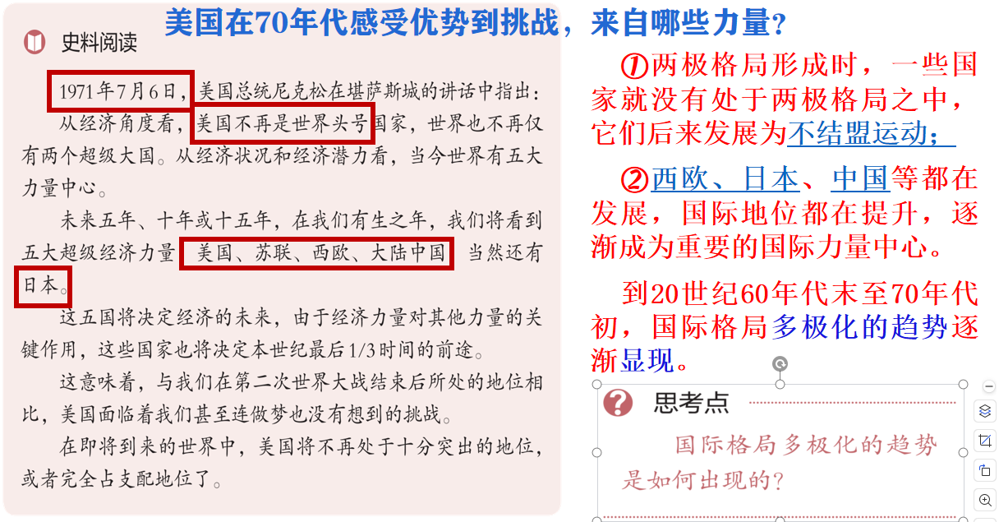 美国在70年代感受优势到挑战，来自哪些力量？
史料阅读
1971年7月6日，美国总统尼克松在堪萨斯城的讲话中指出：
从经济角度看，美国不再是世界头号国家，世界也不再仅
有两个超级大国。从经济状况和经济潜力看，当今世界有五大
力量中心。
未来五年、十年或十五年，在我们有生之年，我们将看到
五大超级经济力量 美国、苏联、西欧、大陆中国 当然还有
日本。
这五国将决定经济的未来，由于经济力量对其他力量的关
键作用，这些国家也将决定本世纪最后1/3时间的前途。
这意味着，与我们在第二次世界大战结束后所处的地位相
比，美国面临着我们甚至连做梦也没有想到的挑战。
在即将到来的世界中，美国将不再处于十分突出的地位，
或者完全占支配地位了。
①两极格局形成时，一些国
家就没有处于两极格局之中，
它们后来发展为不结盟运动；
②西欧、日本、中国等都在
发展，国际地位都在提升，逐
渐成为重要的国际力量中心。
到20世纪60年代末至70年代
初，国际格局多极化的趋势逐
渐显现。
思考点
国际格局多极化的趋势
是如何出现的？